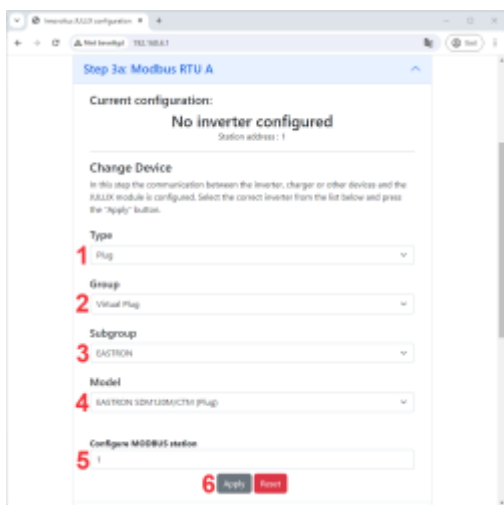 Step 3a: Modbus RTU A
Current configuration:
No inverter configured
Station address : 1
Change Device
In this step the communication between the inverter, charger or other devices and the
module is configured. Select the correct inverter from the list below and press
the "Apply" button.
Type
1
Plug
Group
2
Virtual Plug
Subgroup
3
EASTRON
Model
4
EASTRON (Plug)
Configure MODBUS station
5
1
6
Apply
Reset